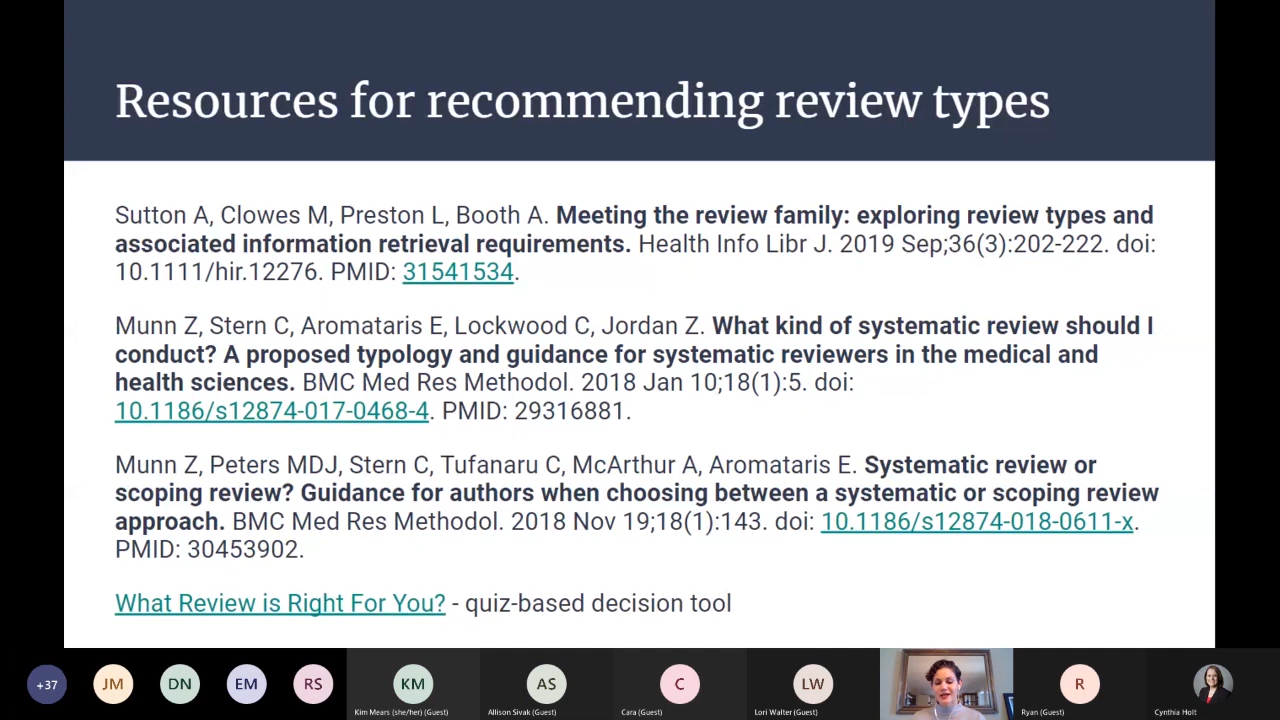 Resources for recommending review types
Sutton A, Clowes M, Preston L, Booth A. Meeting the review family: exploring review types and
associated information retrieval requirements. Health Info Libr J. 2019 Sep;36(3):202-222. doi:
10.1111/hir.12276. PMID: 31541534.
Munn Z, Stern C, Aromataris E, Lockwood C, Jordan Z. What kind of systematic review should I
conduct? A proposed typology and guidance for systematic reviewers in the medical and
health sciences. BMC Med Res Methodol. 2018 Jan 10;18(1):5. doi:
10.1186/s12874-017-0468-4. PMID: 29316881.
Munn Z, Peters MDJ, Stern C, Tufanaru C, McArthur A, Aromataris E. Systematic review or
scoping review? Guidance for authors when choosing between a systematic or scoping review
approach. BMC Med Res Methodol. 2018 Nov 19;18(1):143. doi: 10.1186/s12874-018-0611-x.
PMID: 30453902.
What Review is Right For You? - quiz-based decision tool
+37 JM DN EM RS KM AS C LW R
Kim Mears (she/her) (Guest) Allison Sivak (Guest) Cara (Guest) Lori Walter (Guest) Ryan (Guest) Cynthia Holt